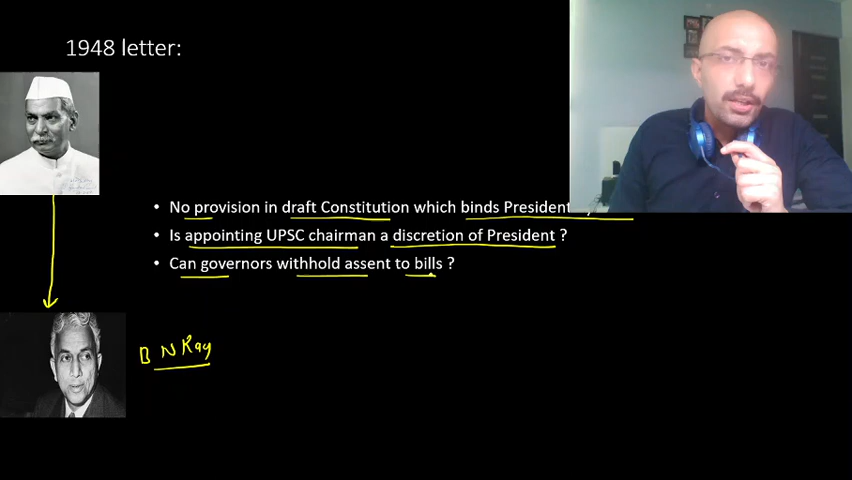 1948 letter:
• No provision in draft Constitution which binds President
• Is appointing UPSC chairman a discretion of President ?
• Can governors withhold assent to bills ?
B N Ray